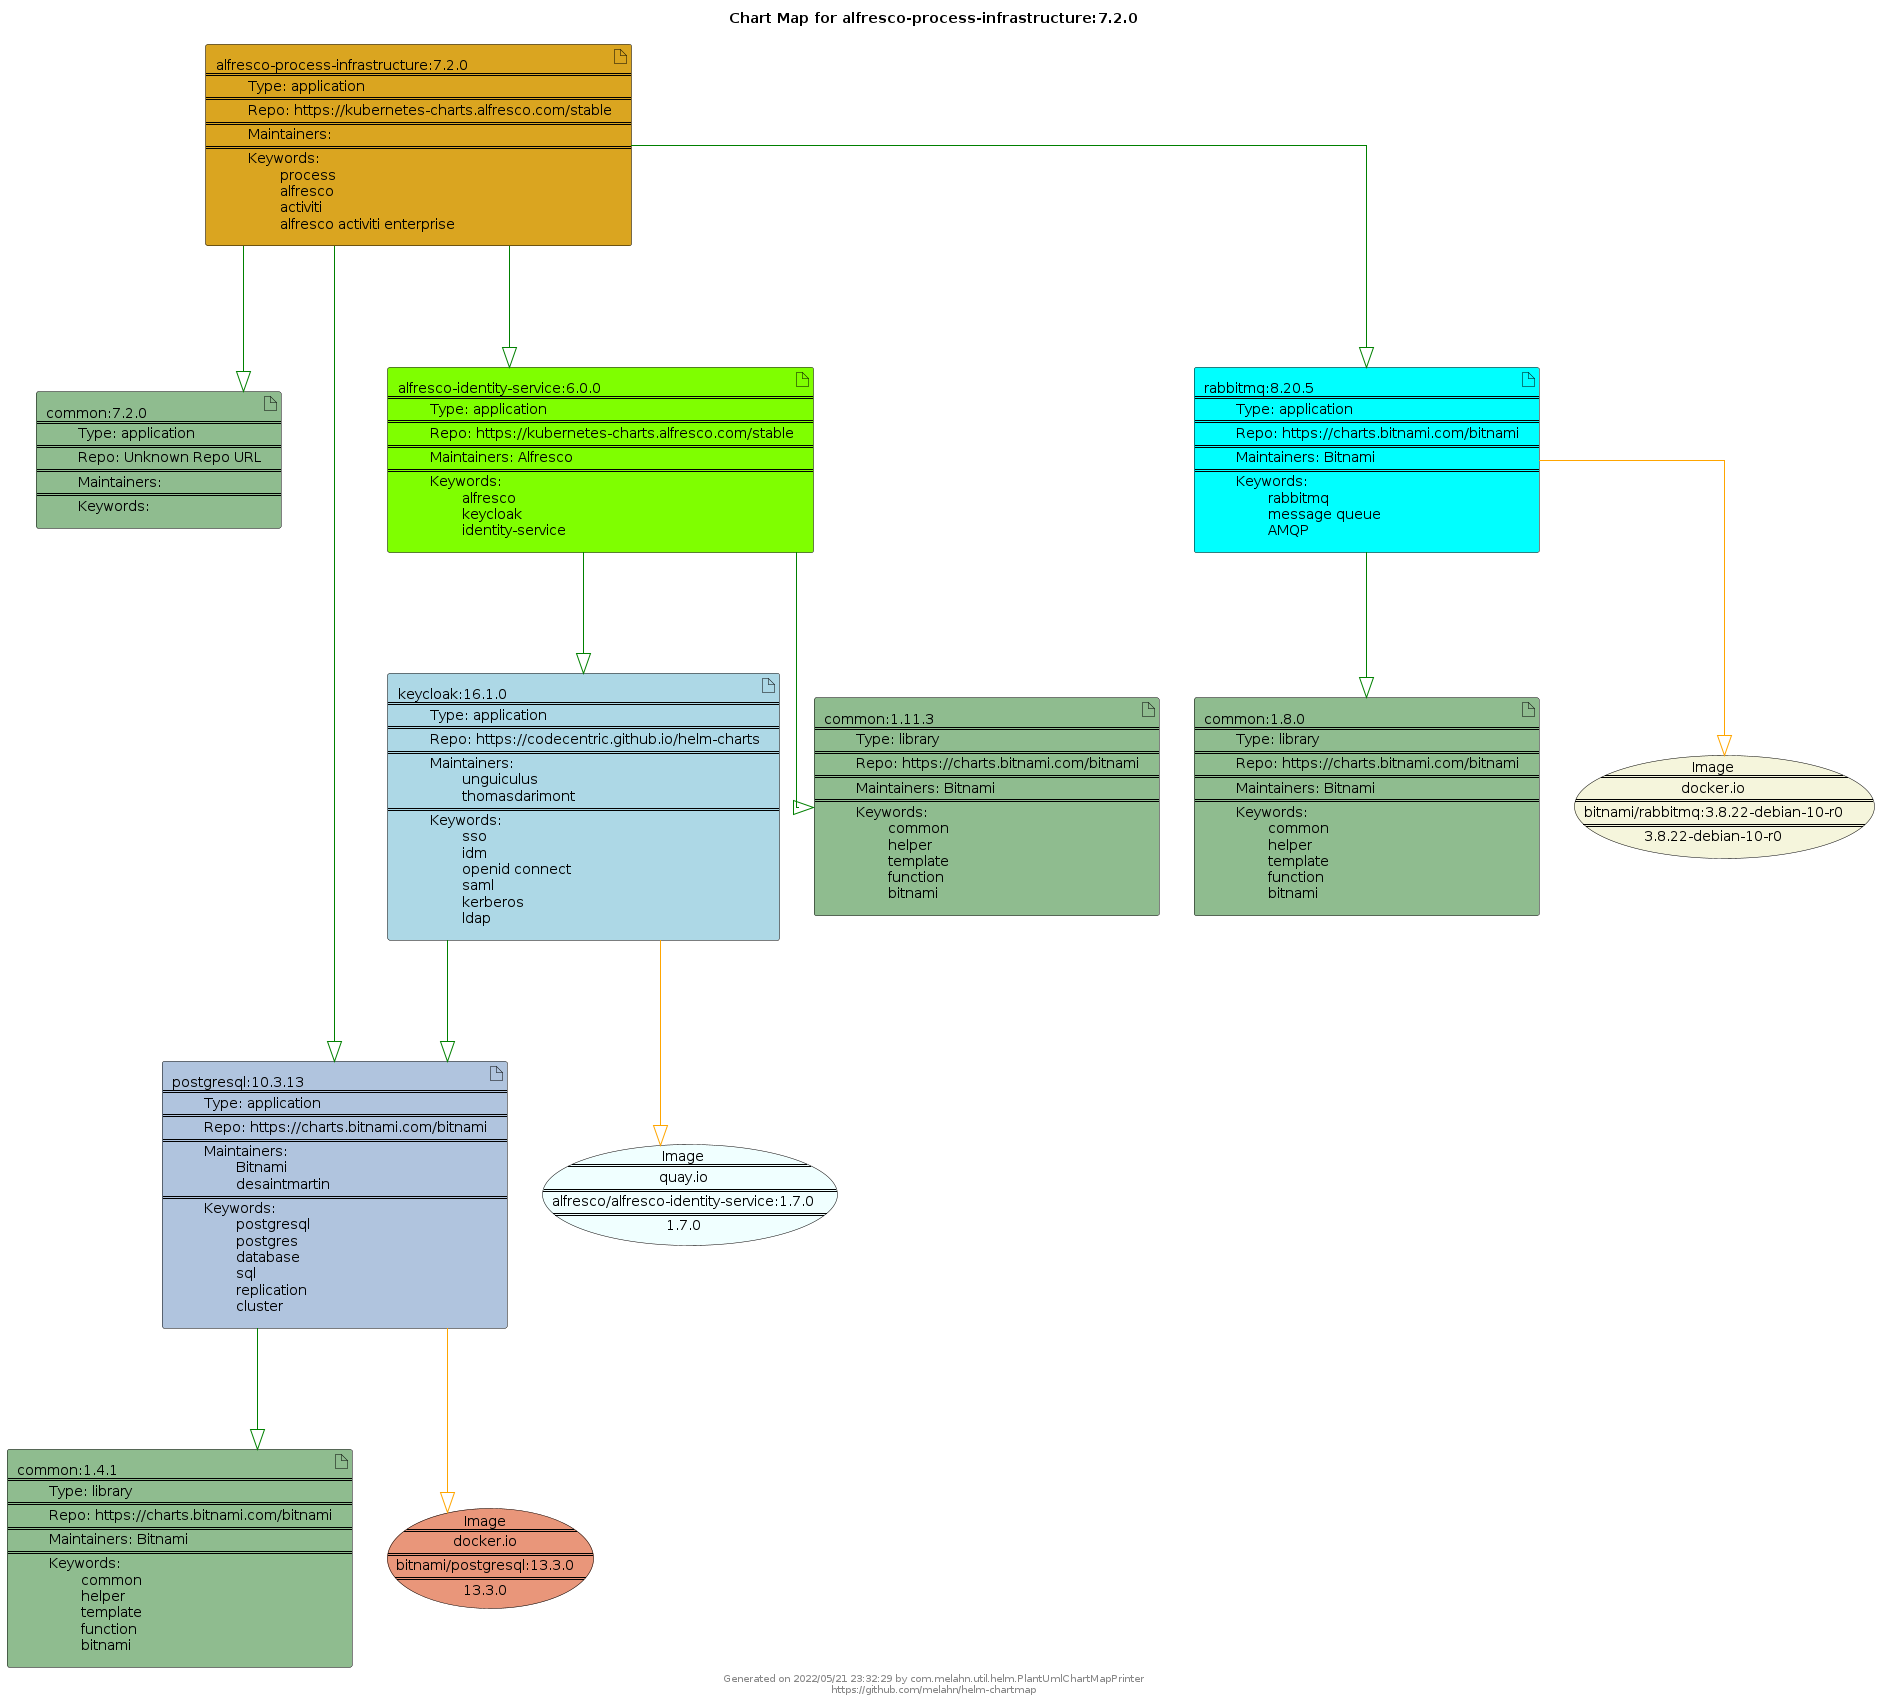 Chart Map for alfresco-process-infrastructure:7.2.0
alfresco-process-infrastructure:7.2.0
Type: application
Repo: https://kubernetes-charts.alfresco.com/stable
Maintainers:
Keywords:
process
alfresco
activiti
alfresco activiti enterprise
common:7.2.0
Type: application
Repo: Unknown Repo URL
Maintainers:
Keywords:
alfresco-identity-service:6.0.0
Type: application
Repo: https://kubernetes-charts.alfresco.com/stable
Maintainers: Alfresco
Keywords:
alfresco
keycloak
identity-service
rabbitmq:8.20.5
Type: application
Repo: https://charts.bitnami.com/bitnami
Maintainers: Bitnami
Keywords:
rabbitmq
message queue
AMQP
keycloak:16.1.0
Type: application
Repo: https://codecentric.github.io/helm-charts
Maintainers:
unguiculus
thomasdarimont
Keywords:
sso
idm
openid connect
saml
kerberos
ldap
common:1.11.3
Type: library
Repo: https://charts.bitnami.com/bitnami
Maintainers: Bitnami
Keywords:
common
helper
template
function
bitnami
common:1.8.0
Type: library
Repo: https://charts.bitnami.com/bitnami
Maintainers: Bitnami
Keywords:
common
helper
template
function
bitnami
Image
docker.io
bitnami/rabbitmq:3.8.22-debian-10-r0
3.8.22-debian-10-r0
postgresql:10.3.13
Type: application
Repo: https://charts.bitnami.com/bitnami
Maintainers:
Bitnami
desaintmartin
Keywords:
postgresql
postgres
database
sql
replication
cluster
Image
quay.io
alfresco/alfresco-identity-service:1.7.0
1.7.0
common:1.4.1
Type: library
Repo: https://charts.bitnami.com/bitnami
Maintainers: Bitnami
Keywords:
common
helper
template
function
bitnami
Image
docker.io
bitnami/postgresql:13.3.0
13.3.0
Generated on 2022/05/21 23:32:29 by com.melahn.util.helm.PlantUmlChartMapPrinter
https://github.com/melahn/helm-chartmap